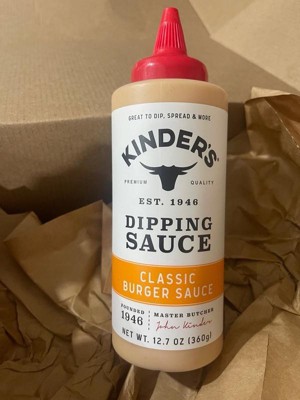 GREAT TO DIP, SPREAD & MORE
KINDER'S
PREMIUM QUALITY
EST. 1946
DIPPING
SAUCE
CLASSIC
BURGER SAUCE
FOUNDED
1946
MASTER BUTCHER
John Kinder
NET WT. 12.7 OZ (360g)